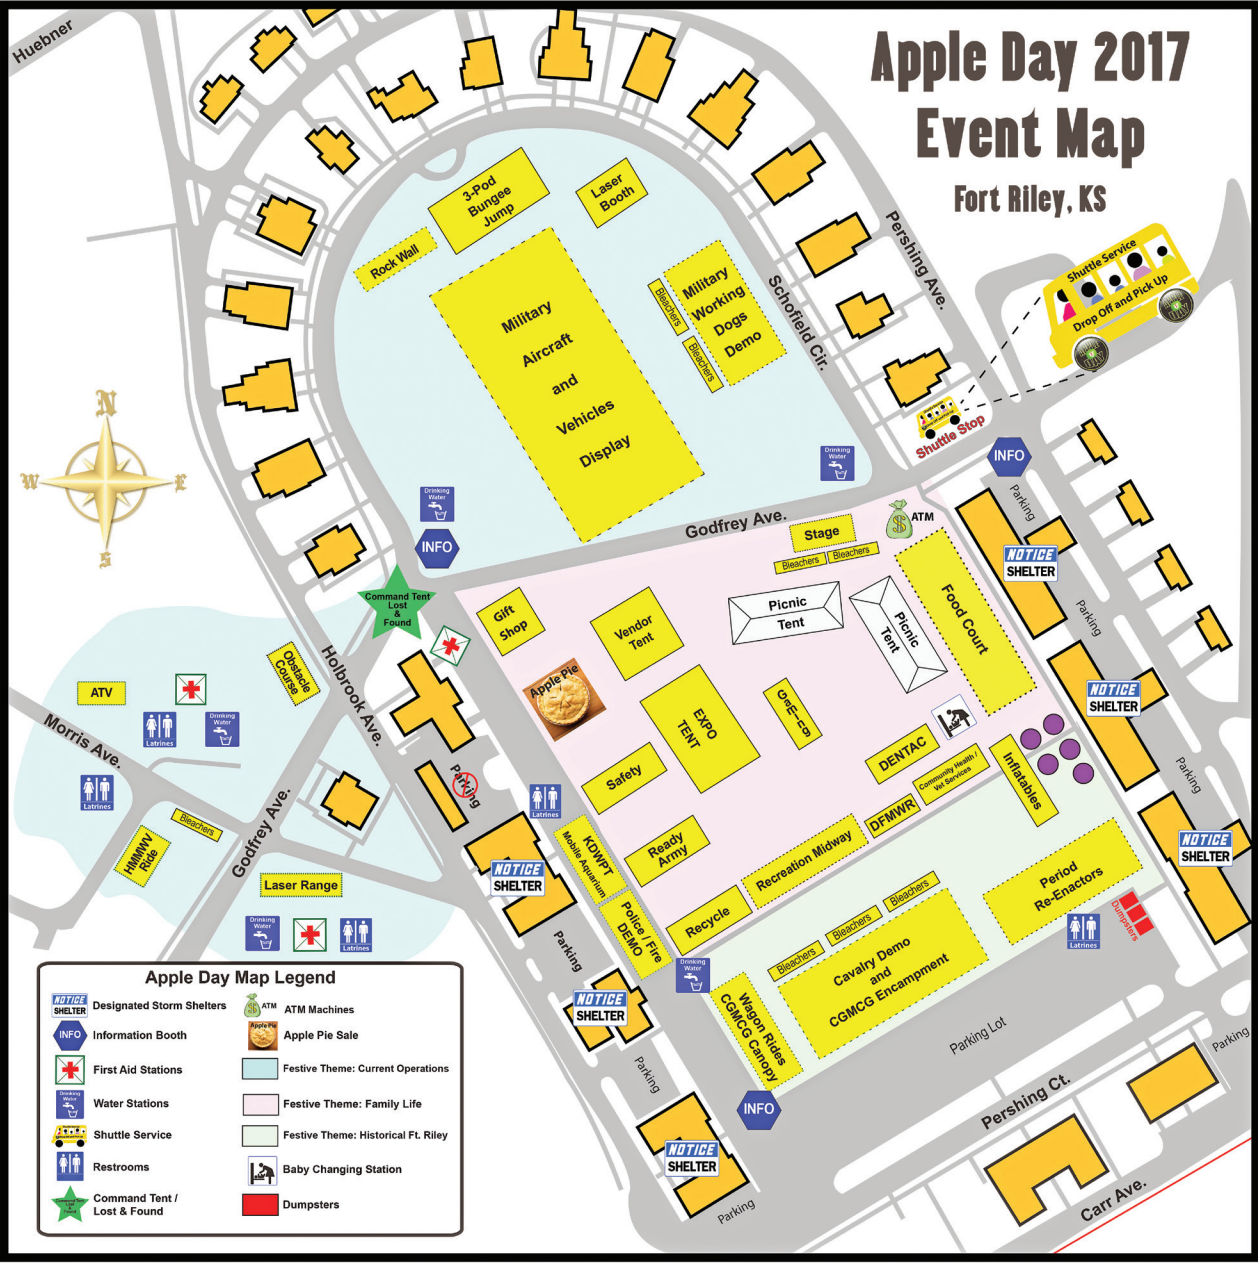 Huebner
Apple Day 2017
Event Map
Fort Riley, KS
3-Pod
Bungee
Jump
Laser
Booth
Rock Wall
Military
Aircraft
and
Vehicles
Display
Bleachers
Bleachers
Military
Working
Dogs
Demo
Schofield Cir.
Pershing Ave.
Shuttle Service
Drop Off and Pick Up
Shuttle Stop
N
W
E
S
Drinking
Water
INFO
Drinking
Water
INFO
Parking
Godfrey Ave.
ATM
Stage
Bleachers
Bleachers
NOTICE
SHELTER
Command Tent
Lost
&
Found
Gift
Shop
Vendor
Tent
Picnic
Tent
Picnic
Tent
Food Court
Parking
Obstacle
Course
Holbrook Ave.
ATV
Latrines
Drinking
Water
Morris Ave.
Latrines
Apple Pie
EXPO
TENT
NOTICE
SHELTER
DENTAC
Community Health /
Vet Services
Inflatables
Parking
Parking
Safety
Latrines
Godfrey Ave.
Bleachers
HMMWV
Ride
Laser Range
Drinking
Water
Latrines
NOTICE
SHELTER
KDWPT
Mobile Aquarium
Ready
Army
Recreation Midway
DFMWR
NOTICE
SHELTER
Police / Fire
DEMO
Recycle
Bleachers
Bleachers
Bleachers
Period
Re-Enactors
Latrines
Dumpsters
Parking
Drinking
Water
Cavalry Demo
and
CGMCG Encampment
Wagon Rides
CGMCG Canopy
NOTICE
SHELTER
Parking
Parking Lot
Parking
INFO
Pershing Ct.
NOTICE
SHELTER
Parking
Carr Ave.
Apple Day Map Legend
NOTICE
SHELTER
Designated Storm Shelters
ATM
ATM Machines
INFO
Information Booth
Apple Pie
Apple Pie Sale
First Aid Stations
Festive Theme: Current Operations
Drinking
Water
Water Stations
Festive Theme: Family Life
Shuttle Service
Festive Theme: Historical Ft. Riley
Restrooms
Baby Changing Station
Command Tent
Lost
&
Found
Command Tent /
Lost & Found
Dumpsters